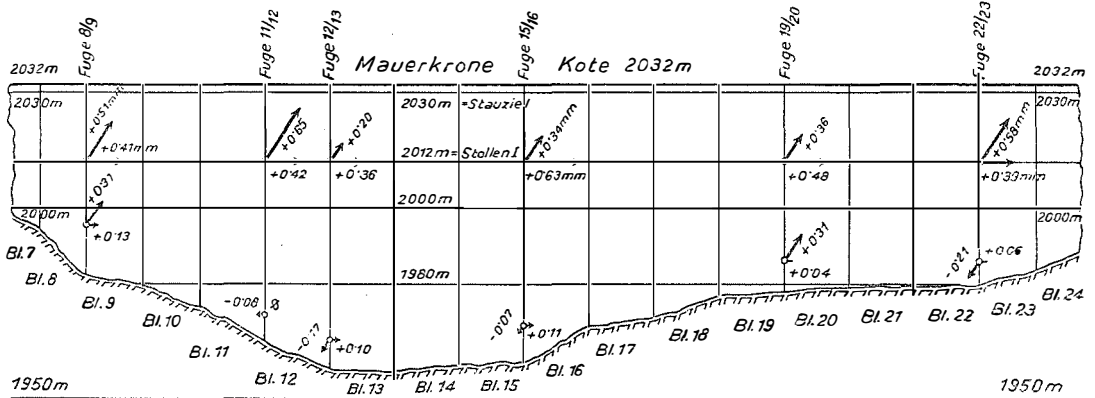 Fuge 8/9
Fuge 11/12
Fuge 12/13
Fuge 15/16
Fuge 19/20
Fuge 22/23
2032m
Mauerkrone Kote 2032m
2032m
2030m
2030m = Stauziel
2030m
+0·51mm
+0·41mm
+0·65
+0·42
+0·20
+0·36
2012m = Stollen I
+0·34mm
+0·63mm
+0·36
+0·48
+0·58mm
+0·39mm
2000m
2000m
2000m
+0·37
+0·13
+0·31
+0·04
-0·21
+0·06
1980m
-0·08
-0·17
+0·10
-0·07
+0·11
Bl.7
Bl.8
Bl.9
Bl.10
Bl.11
Bl.12
Bl.13
Bl.14
Bl.15
Bl.16
Bl.17
Bl.18
Bl.19
Bl.20
Bl.21
Bl.22
Bl.23
Bl.24
1950m
1950m